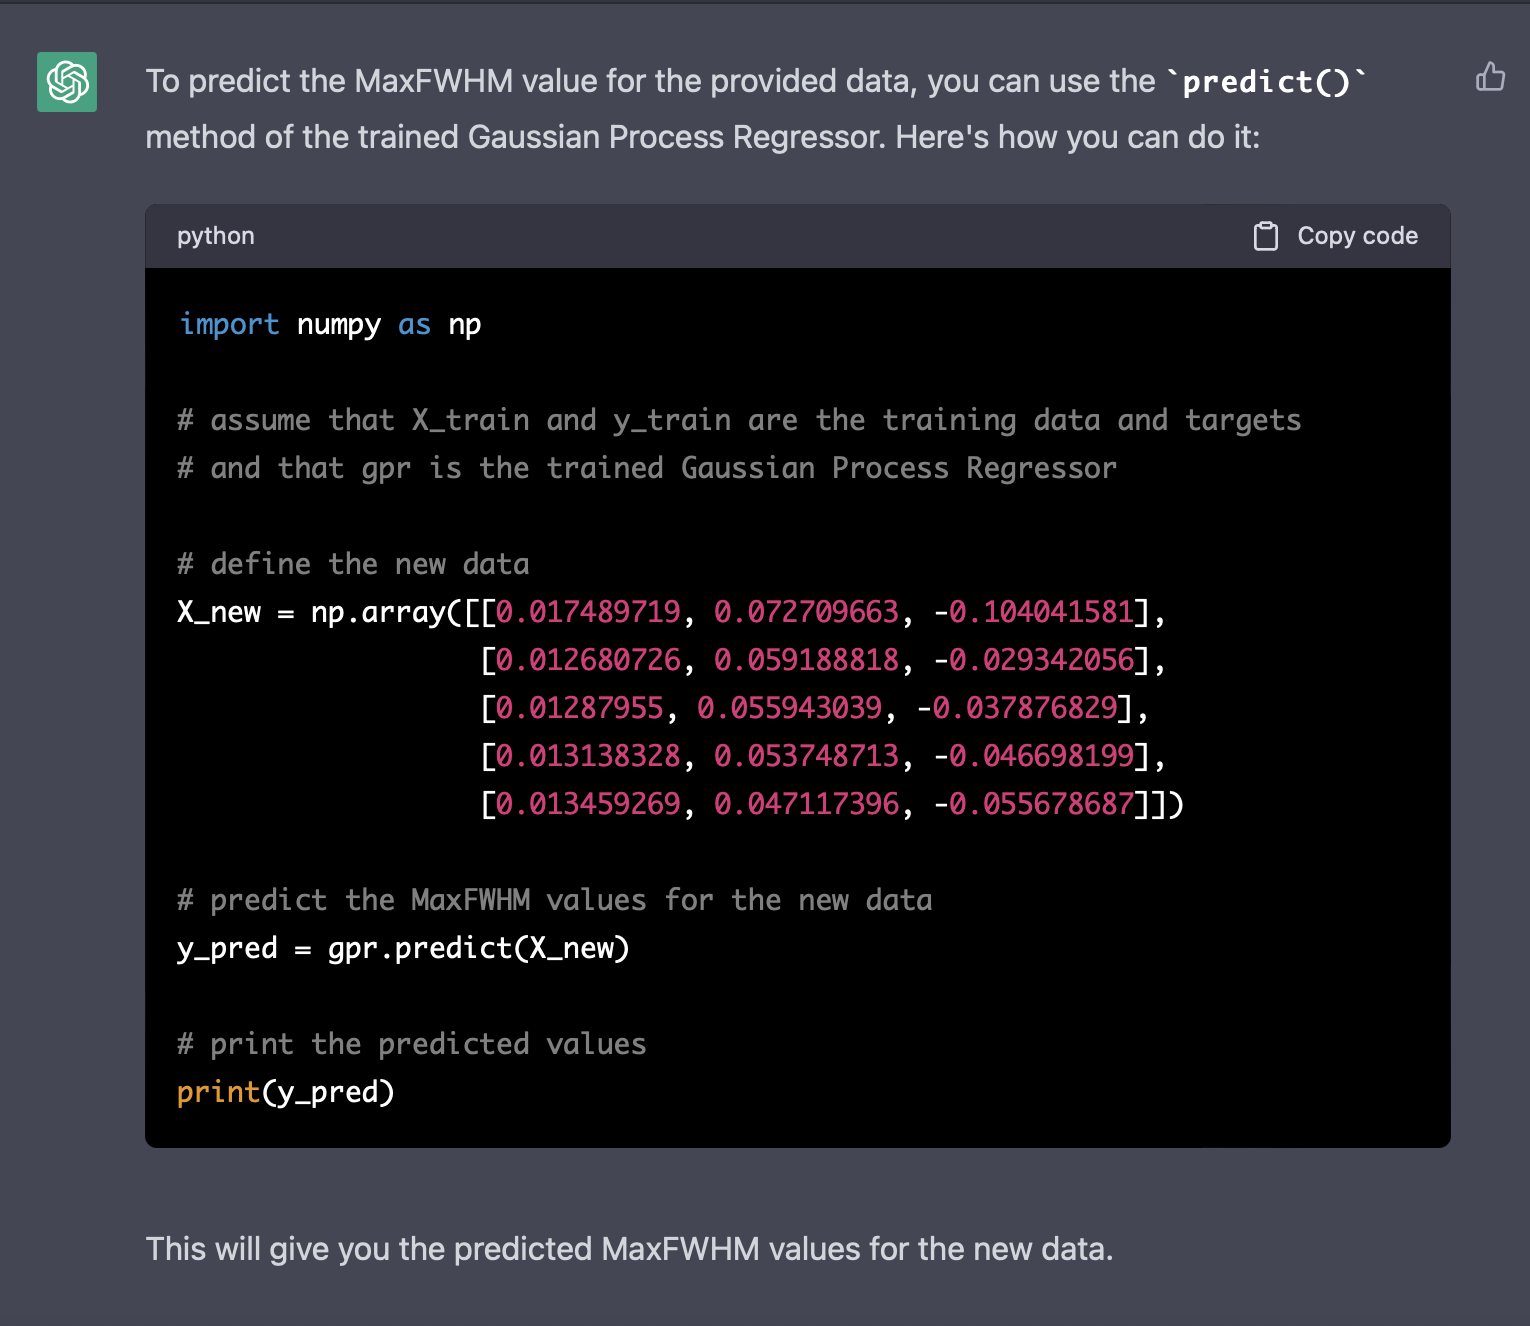 To predict the MaxFWHM value for the provided data, you can use the `predict()`
method of the trained Gaussian Process Regressor. Here's how you can do it:
python
Copy code
import numpy as np
# assume that X_train and y_train are the training data and targets
# and that gpr is the trained Gaussian Process Regressor
# define the new data
X_new = np.array([[0.017489719, 0.072709663, -0.104041581],
[0.012680726, 0.059188818, -0.029342056],
[0.01287955, 0.055943039, -0.037876829],
[0.013138328, 0.053748713, -0.046698199],
[0.013459269, 0.047117396, -0.055678687]])
# predict the MaxFWHM values for the new data
y_pred = gpr.predict(X_new)
# print the predicted values
print(y_pred)
This will give you the predicted MaxFWHM values for the new data.